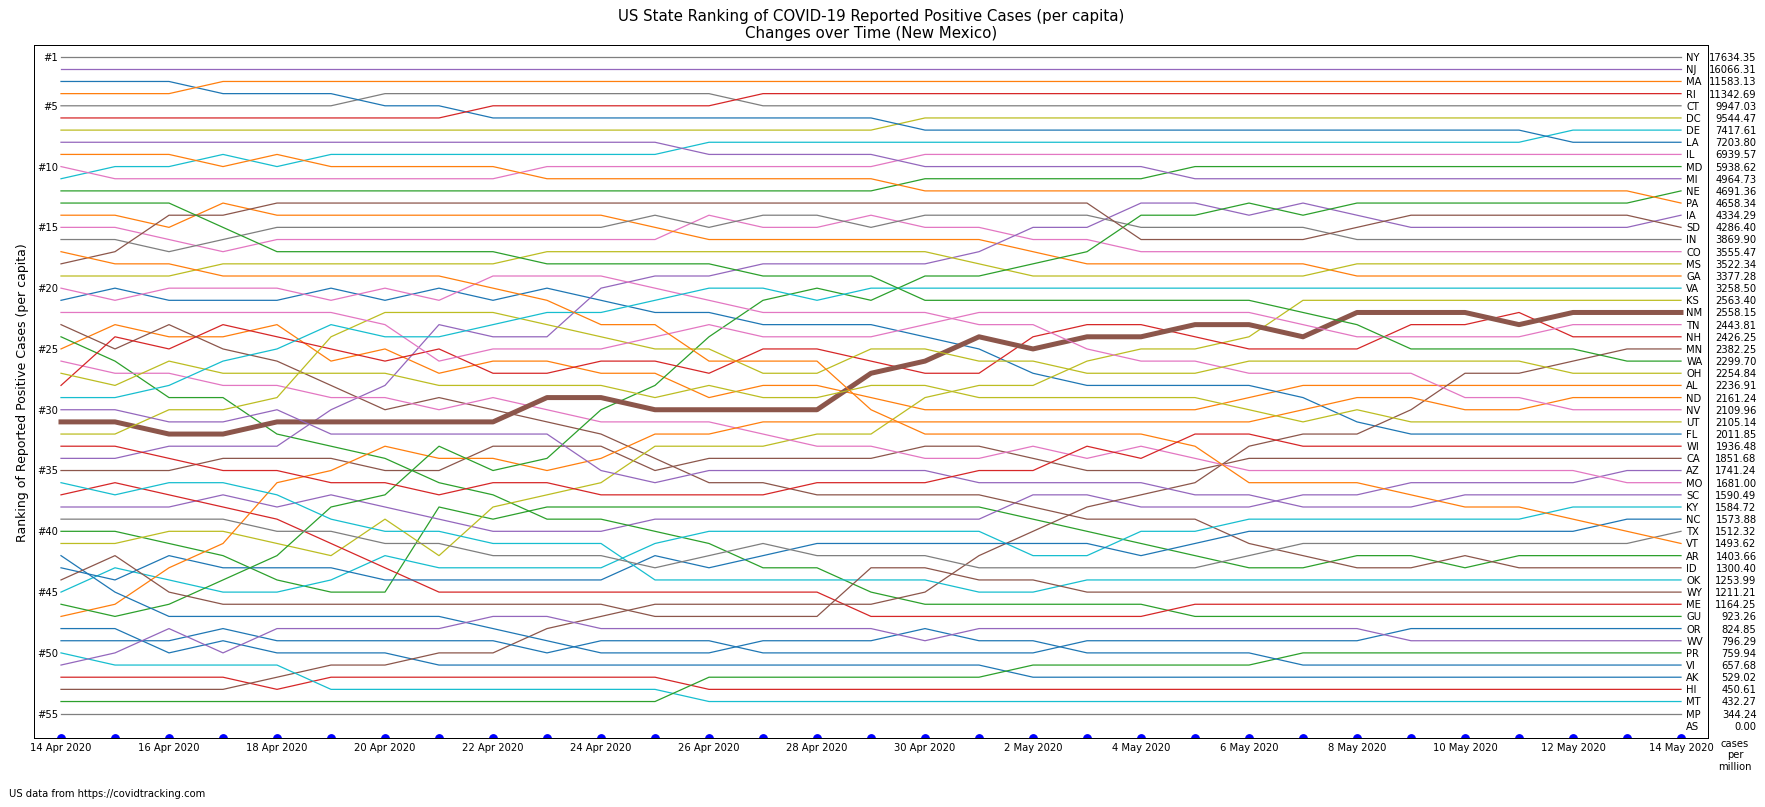 US State Ranking of COVID-19 Reported Positive Cases (per capita)
Changes over Time (New Mexico)
Ranking of Reported Positive Cases (per capita)
#1
#5
#10
#15
#20
#25
#30
#35
#40
#45
#50
#55
NY 17634.35
NJ 16066.31
MA 11583.13
RI 11342.69
CT 9947.03
DC 9544.47
DE 7417.61
LA 7203.80
IL 6939.57
MD 5938.62
MI 4964.73
NE 4691.36
PA 4658.34
IA 4334.29
SD 4286.40
IN 3869.90
CO 3555.47
MS 3522.34
GA 3377.28
VA 3258.50
KS 2563.40
NM 2558.15
TN 2443.81
NH 2426.25
MN 2382.25
WA 2299.70
OH 2254.84
AL 2236.91
ND 2161.24
NV 2109.96
UT 2105.14
FL 2011.85
WI 1936.48
CA 1851.68
AZ 1741.24
MO 1681.00
SC 1590.49
KY 1584.72
NC 1573.88
TX 1512.32
VT 1493.62
AR 1403.66
ID 1300.40
OK 1253.99
WY 1211.21
ME 1164.25
GU 923.26
OR 824.85
WV 796.29
PR 759.94
VI 657.68
AK 529.02
HI 450.61
MT 432.27
MP 344.24
AS 0.00
14 Apr 2020 16 Apr 2020 18 Apr 2020 20 Apr 2020 22 Apr 2020 24 Apr 2020 26 Apr 2020 28 Apr 2020 30 Apr 2020 2 May 2020 4 May 2020 6 May 2020 8 May 2020 10 May 2020 12 May 2020 14 May 2020
cases
per
million
US data from https://covidtracking.com